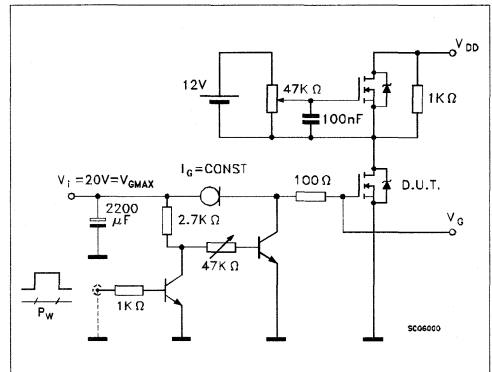 V DD
12V
47K Ω
100nF
1K Ω
I G = CONST
V i = 20V = V GMAX
2200
μF
2.7K Ω
100 Ω
D.U.T.
V G
47K Ω
1K Ω
P W
SC06000